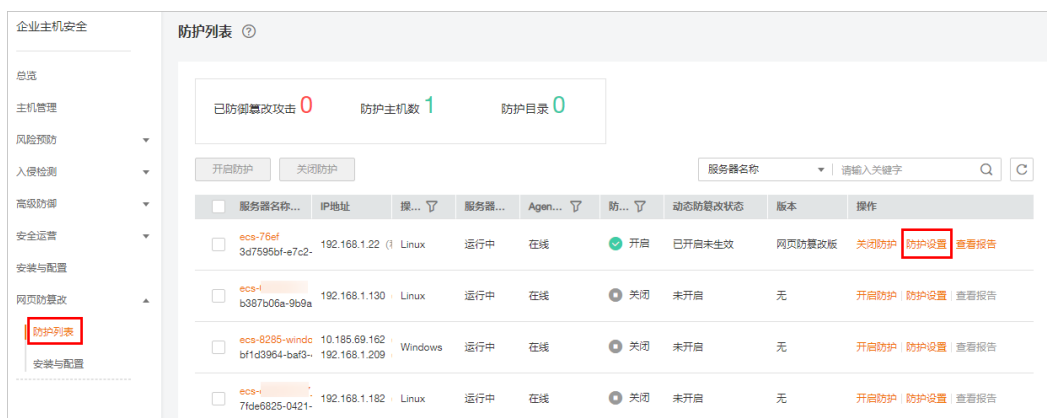 企业主机安全
防护列表
总览
主机管理
风险预防
入侵检测
高级防御
安全运营
安装与配置
网页防篡改
防护列表
安装与配置
已防御篡改攻击 0 防护主机数 1 防护目录 0
开启防护 关闭防护 服务器名称 请输入关键字
服务器名称... IP地址 操... 服务器... Agen... 防... 动态防篡改状态 版本 操作
ecs-76ef
3d7595bf-e7c2- 192.168.1.22 Linux 运行中 在线 开启 已开启未生效 网页防篡改版 关闭防护 防护设置 查看报告
ecs-
b387b06a-9b9a 192.168.1.130 Linux 运行中 在线 关闭 未开启 无 开启防护 防护设置 查看报告
ecs-8285-windc 10.185.69.162
bf1d3964-baf3- 192.168.1.209 Windows 运行中 在线 关闭 未开启 无 开启防护 防护设置 查看报告
ecs-
7fde6825-0421- 192.168.1.182 Linux 运行中 在线 关闭 未开启 无 开启防护 防护设置 查看报告